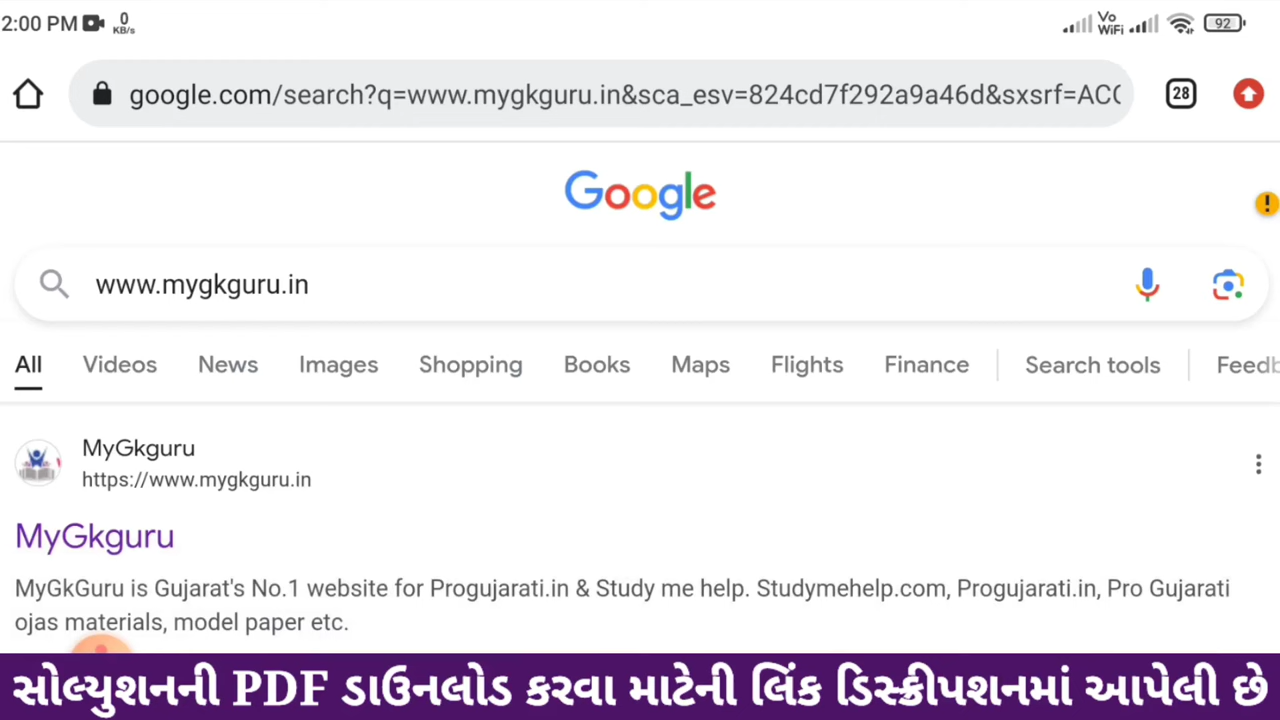 2:00 PM 0 KB/s Vo WiFi 92
google.com/search?q=www.mygkguru.in&sca_esv=824cd7f292a9a46d&sxsrf=AC 28
Google
www.mygkguru.in
All Videos News Images Shopping Books Maps Flights Finance Search tools Feedb
MyGkguru
https://www.mygkguru.in
MyGkguru
MyGkGuru is Gujarat's No.1 website for Progujarati.in & Study me help. Studymehelp.com, Progujarati.in, Pro Gujarati
ojas materials, model paper etc.
સોલ્યુશનની PDF ડાઉનલોડ કરવા માટેની લિંક ડિસ્ક્રીપશનમાં આપેલી છે